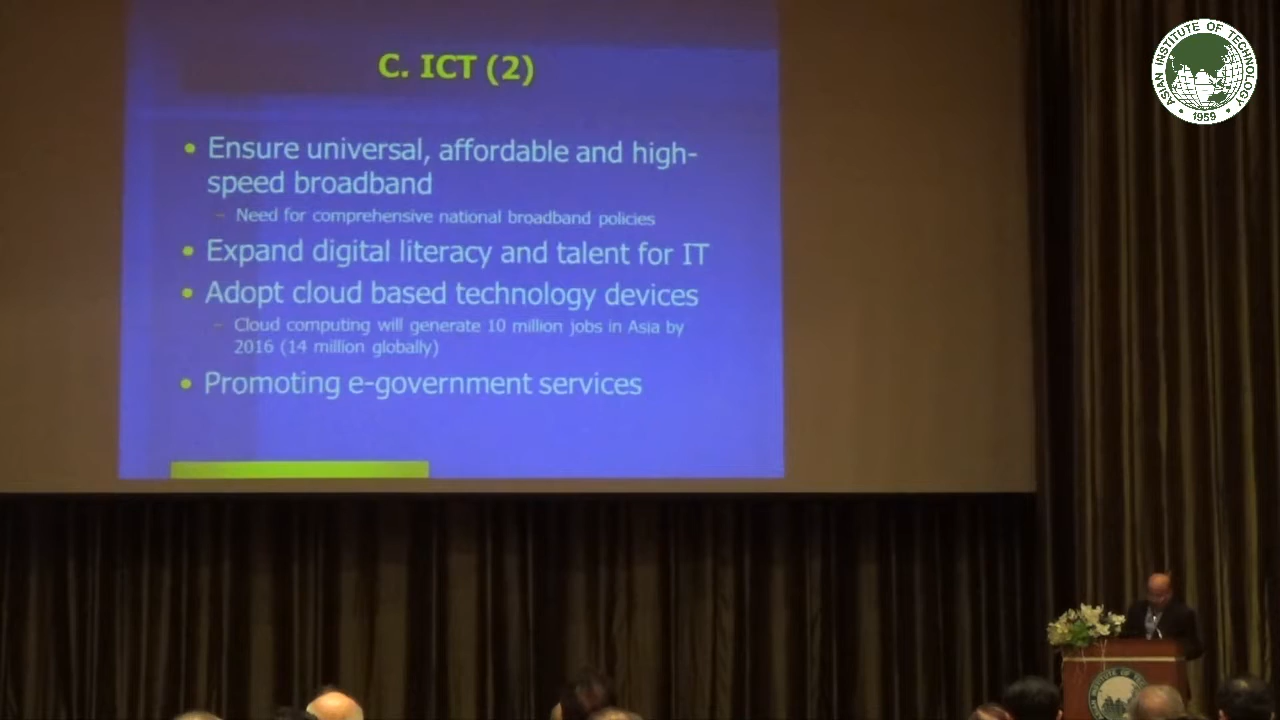 C. ICT (2)
• Ensure universal, affordable and high-
speed broadband
– Need for comprehensive national broadband policies
• Expand digital literacy and talent for IT
• Adopt cloud based technology devices
– Cloud computing will generate 10 million jobs in Asia by
2016 (14 million globally)
• Promoting e-government services
ASIAN INSTITUTE OF TECHNOLOGY
• 1959 •
INSTITUTE OF